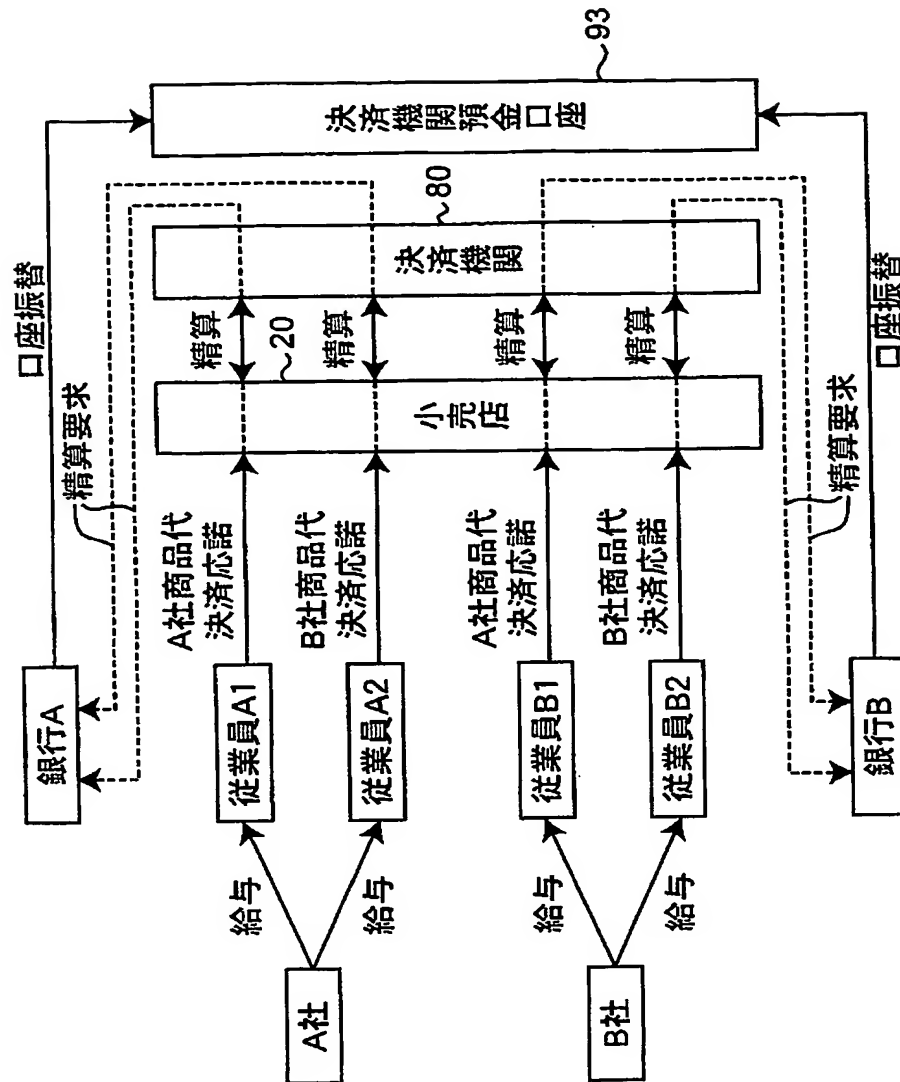 口座振替
精算要求
銀行A
A社
給与
給与
従業員A1
A社商品代
決済応諾
精算
従業員A2
B社商品代
決済応諾
精算
20
小売店
80
決済機関
93
決済機関預金口座
B社
給与
給与
従業員B1
A社商品代
決済応諾
精算
従業員B2
B社商品代
決済応諾
精算
精算要求
銀行B
口座振替